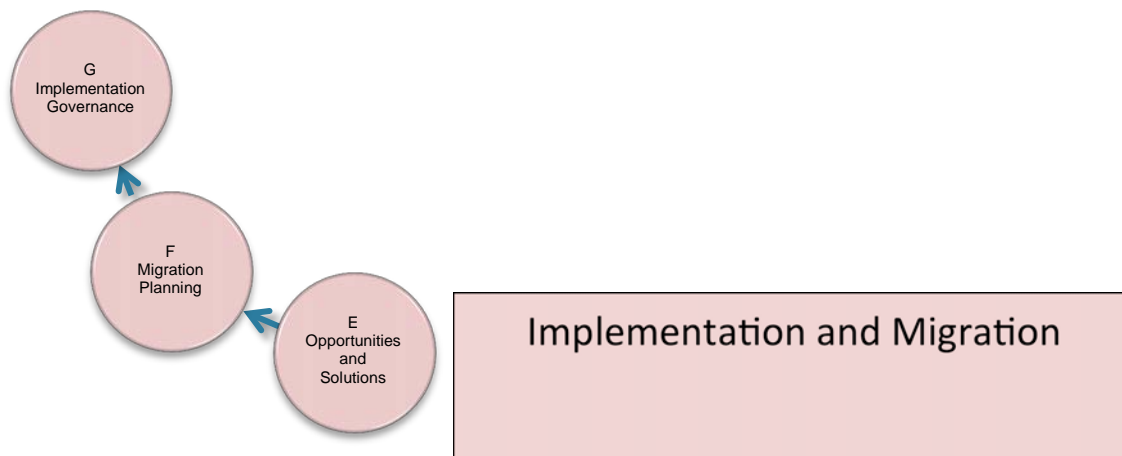 G
Implementation
Governance
F
Migration
Planning
E
Opportunities
and
Solutions
Implementation and Migration